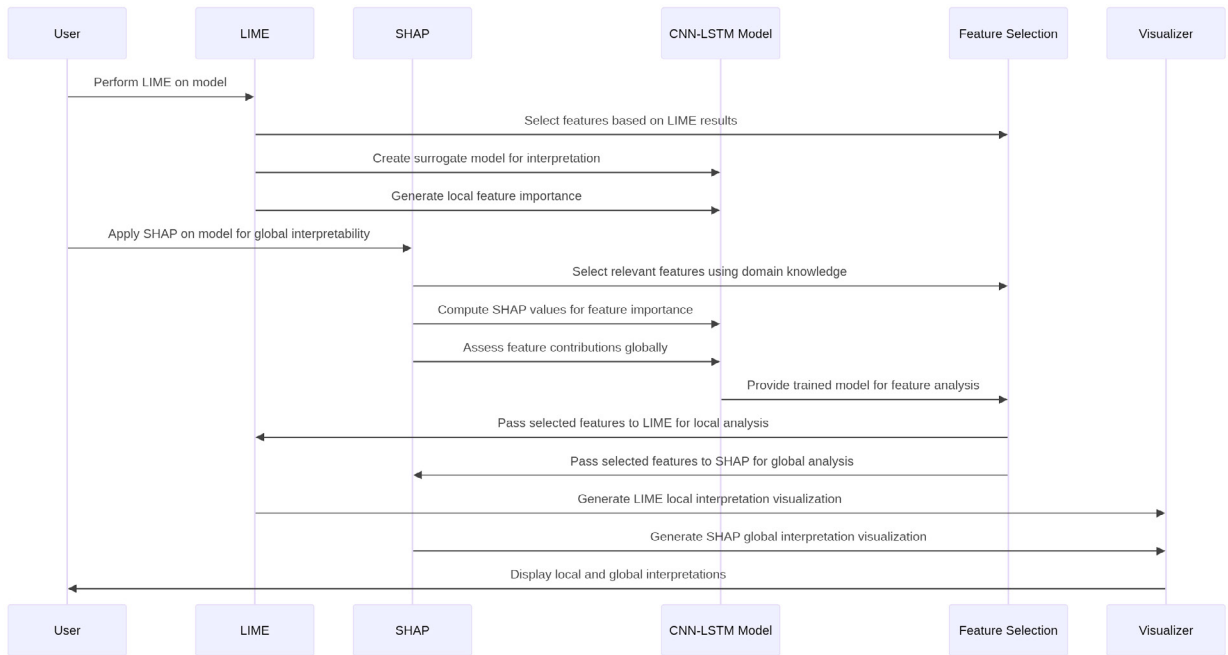 User
LIME
SHAP
CNN-LSTM Model
Feature Selection
Visualizer
Perform LIME on model
Select features based on LIME results
Create surrogate model for interpretation
Generate local feature importance
Apply SHAP on model for global interpretability
Select relevant features using domain knowledge
Compute SHAP values for feature importance
Assess feature contributions globally
Provide trained model for feature analysis
Pass selected features to LIME for local analysis
Pass selected features to SHAP for global analysis
Generate LIME local interpretation visualization
Generate SHAP global interpretation visualization
Display local and global interpretations
User
LIME
SHAP
CNN-LSTM Model
Feature Selection
Visualizer